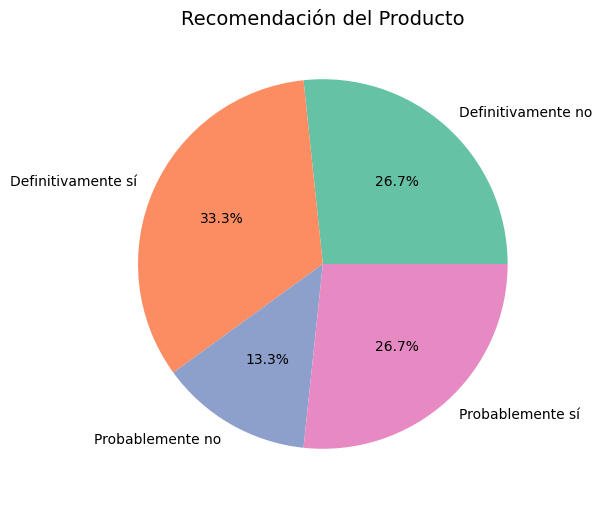 Recomendación del Producto
Definitivamente no
26.7%
Definitivamente sí
33.3%
13.3%
Probablemente no
26.7%
Probablemente sí